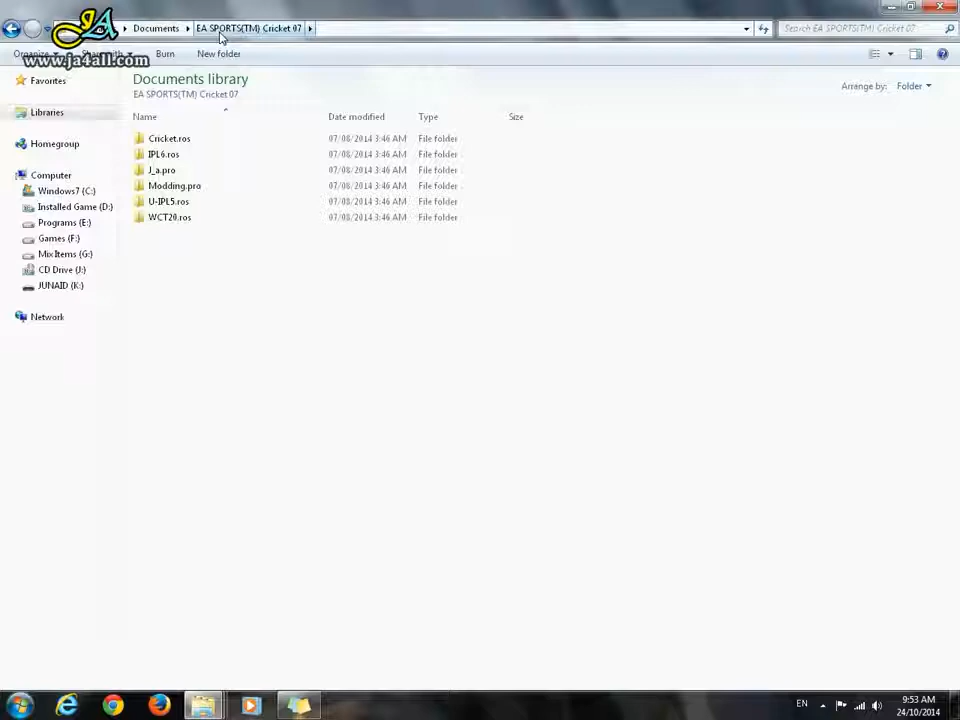 JA
www.ja4all.com
Documents
EA SPORTS(TM) Cricket 07
Search EA SPORTS(TM) Cricket 07
Organize
Share with
Burn
New folder
Favorites
Libraries
Homegroup
Computer
Windows7 (C:)
Installed Game (D:)
Programs (E:)
Games (F:)
Mix Items (G:)
CD Drive (J:)
JUNAID (K:)
Network
Documents library
EA SPORTS(TM) Cricket 07
Arrange by: Folder
Name Date modified Type Size
Cricket.ros 07/08/2014 3:46 AM File folder
IPL6.ros 07/08/2014 3:46 AM File folder
J_a.pro 07/08/2014 3:46 AM File folder
Modding.pro 07/08/2014 3:46 AM File folder
U-IPL5.ros 07/08/2014 3:46 AM File folder
WCT20.ros 07/08/2014 3:46 AM File folder
EN
9:53 AM
24/10/2014